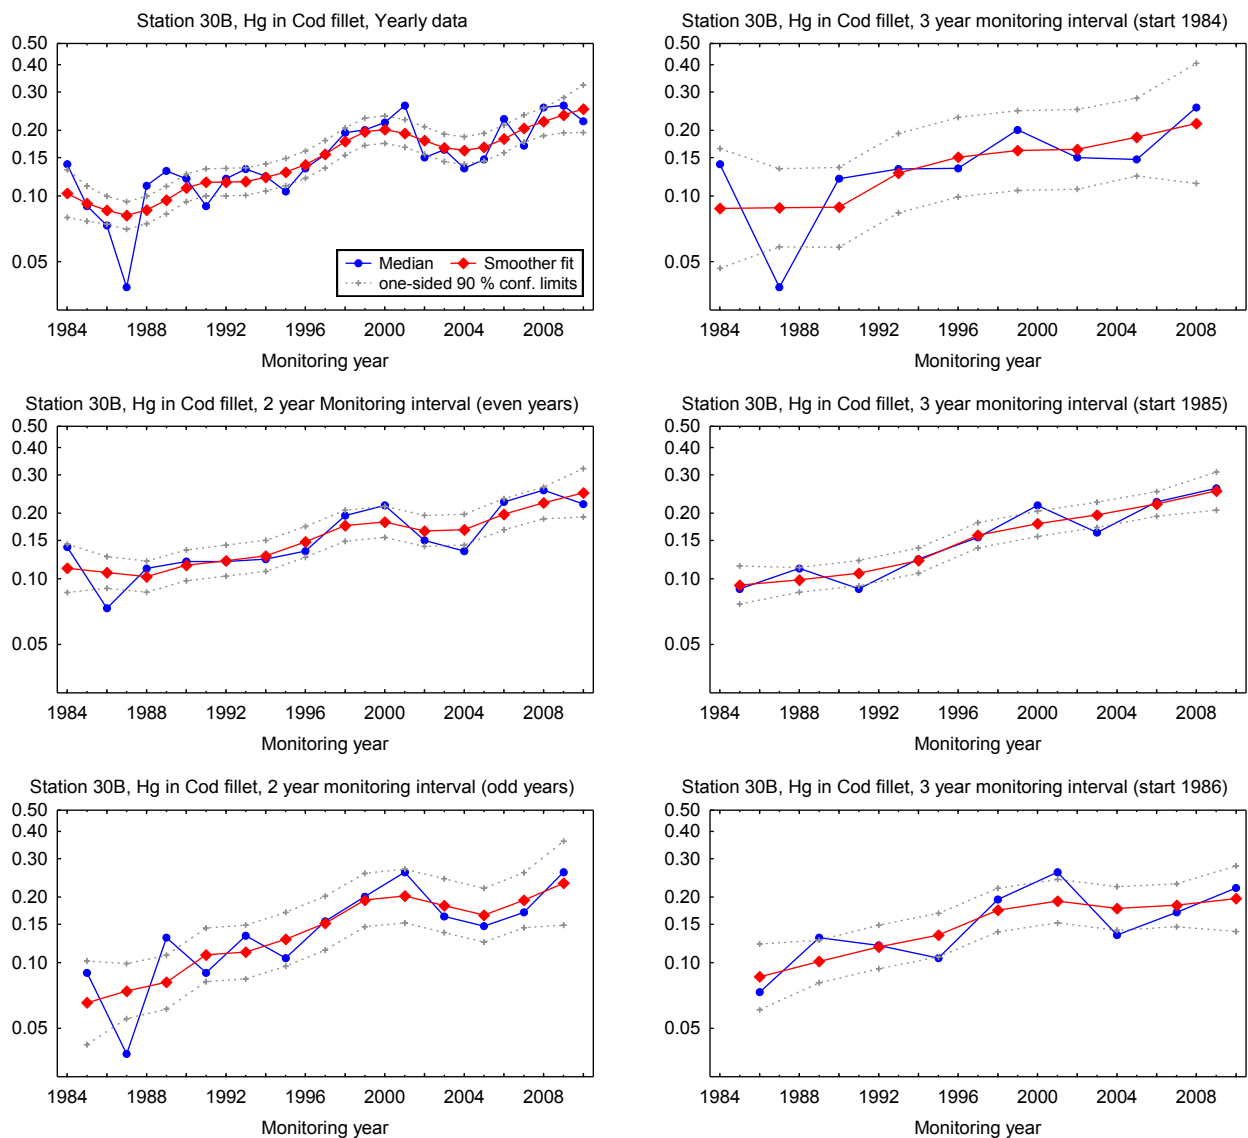 Station 30B, Hg in Cod fillet, Yearly data
0.50
0.40
0.30
0.20
0.15
0.10
0.05
Median
Smoother fit
one-sided 90 % conf. limits
1984 1988 1992 1996 2000 2004 2008
Monitoring year
Station 30B, Hg in Cod fillet, 3 year monitoring interval (start 1984)
0.50
0.40
0.30
0.20
0.15
0.10
0.05
1984 1988 1992 1996 2000 2004 2008
Monitoring year
Station 30B, Hg in Cod fillet, 2 year Monitoring interval (even years)
0.50
0.40
0.30
0.20
0.15
0.10
0.05
1984 1988 1992 1996 2000 2004 2008
Monitoring year
Station 30B, Hg in Cod fillet, 3 year monitoring interval (start 1985)
0.50
0.40
0.30
0.20
0.15
0.10
0.05
1984 1988 1992 1996 2000 2004 2008
Monitoring year
Station 30B, Hg in Cod fillet, 2 year monitoring interval (odd years)
0.50
0.40
0.30
0.20
0.15
0.10
0.05
1984 1988 1992 1996 2000 2004 2008
Monitoring year
Station 30B, Hg in Cod fillet, 3 year monitoring interval (start 1986)
0.50
0.40
0.30
0.20
0.15
0.10
0.05
1984 1988 1992 1996 2000 2004 2008
Monitoring year